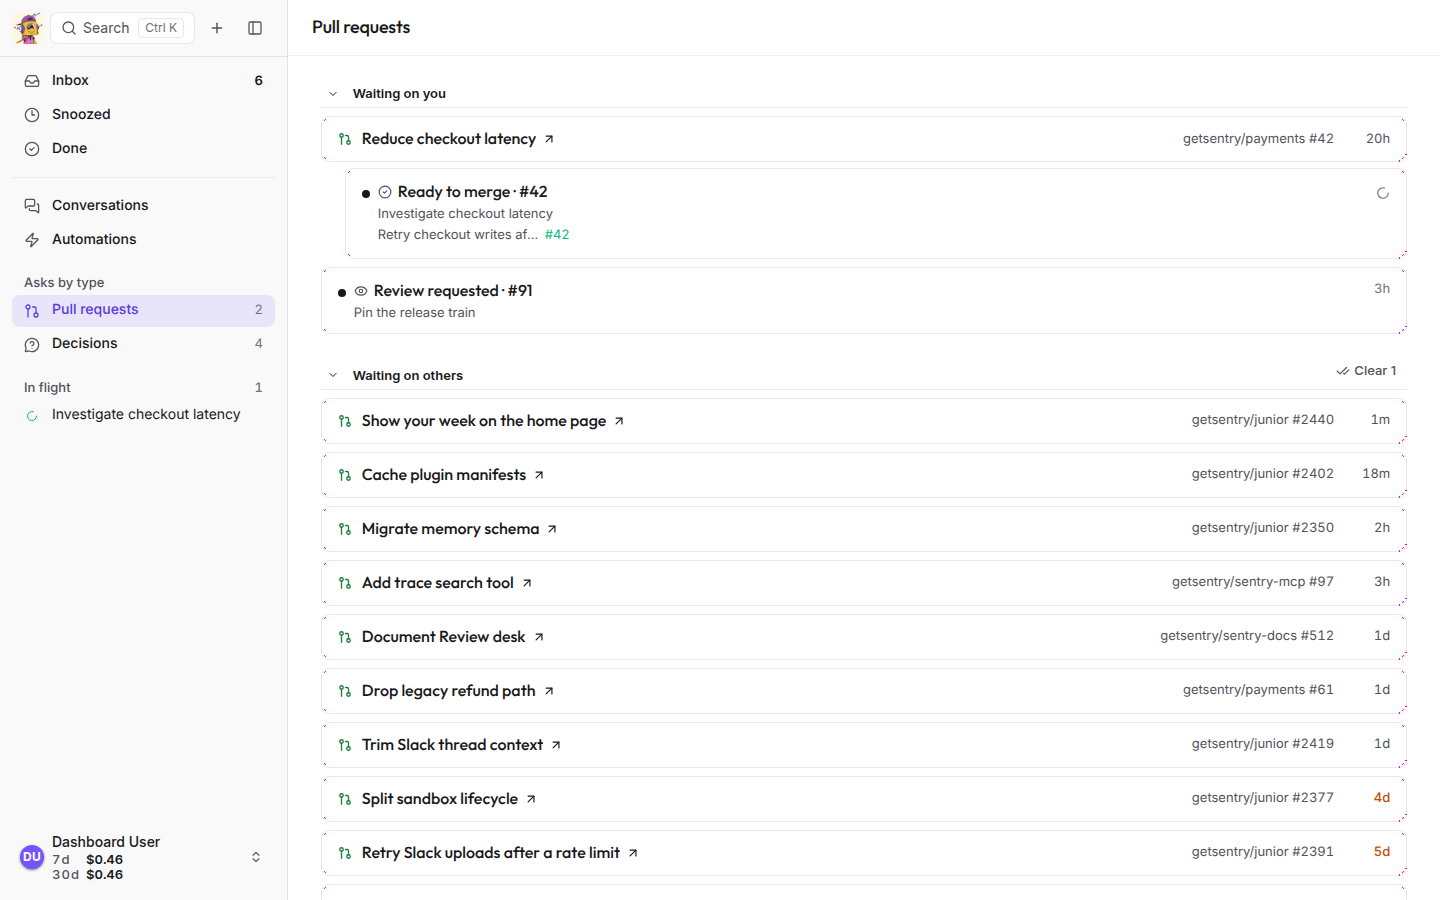 Search Ctrl K
Inbox 6
Snoozed
Done
Conversations
Automations
Asks by type
Pull requests 2
Decisions 4
In flight 1
Investigate checkout latency
DU Dashboard User
7d $0.46
30d $0.46
Pull requests
Waiting on you
Reduce checkout latency getsentry/payments #42 20h
Ready to merge · #42
Investigate checkout latency
Retry checkout writes af... #42
Review requested · #91 3h
Pin the release train
Waiting on others Clear 1
Show your week on the home page getsentry/junior #2440 1m
Cache plugin manifests getsentry/junior #2402 18m
Migrate memory schema getsentry/junior #2350 2h
Add trace search tool getsentry/sentry-mcp #97 3h
Document Review desk getsentry/sentry-docs #512 1d
Drop legacy refund path getsentry/payments #61 1d
Trim Slack thread context getsentry/junior #2419 1d
Split sandbox lifecycle getsentry/junior #2377 4d
Retry Slack uploads after a rate limit getsentry/junior #2391 5d